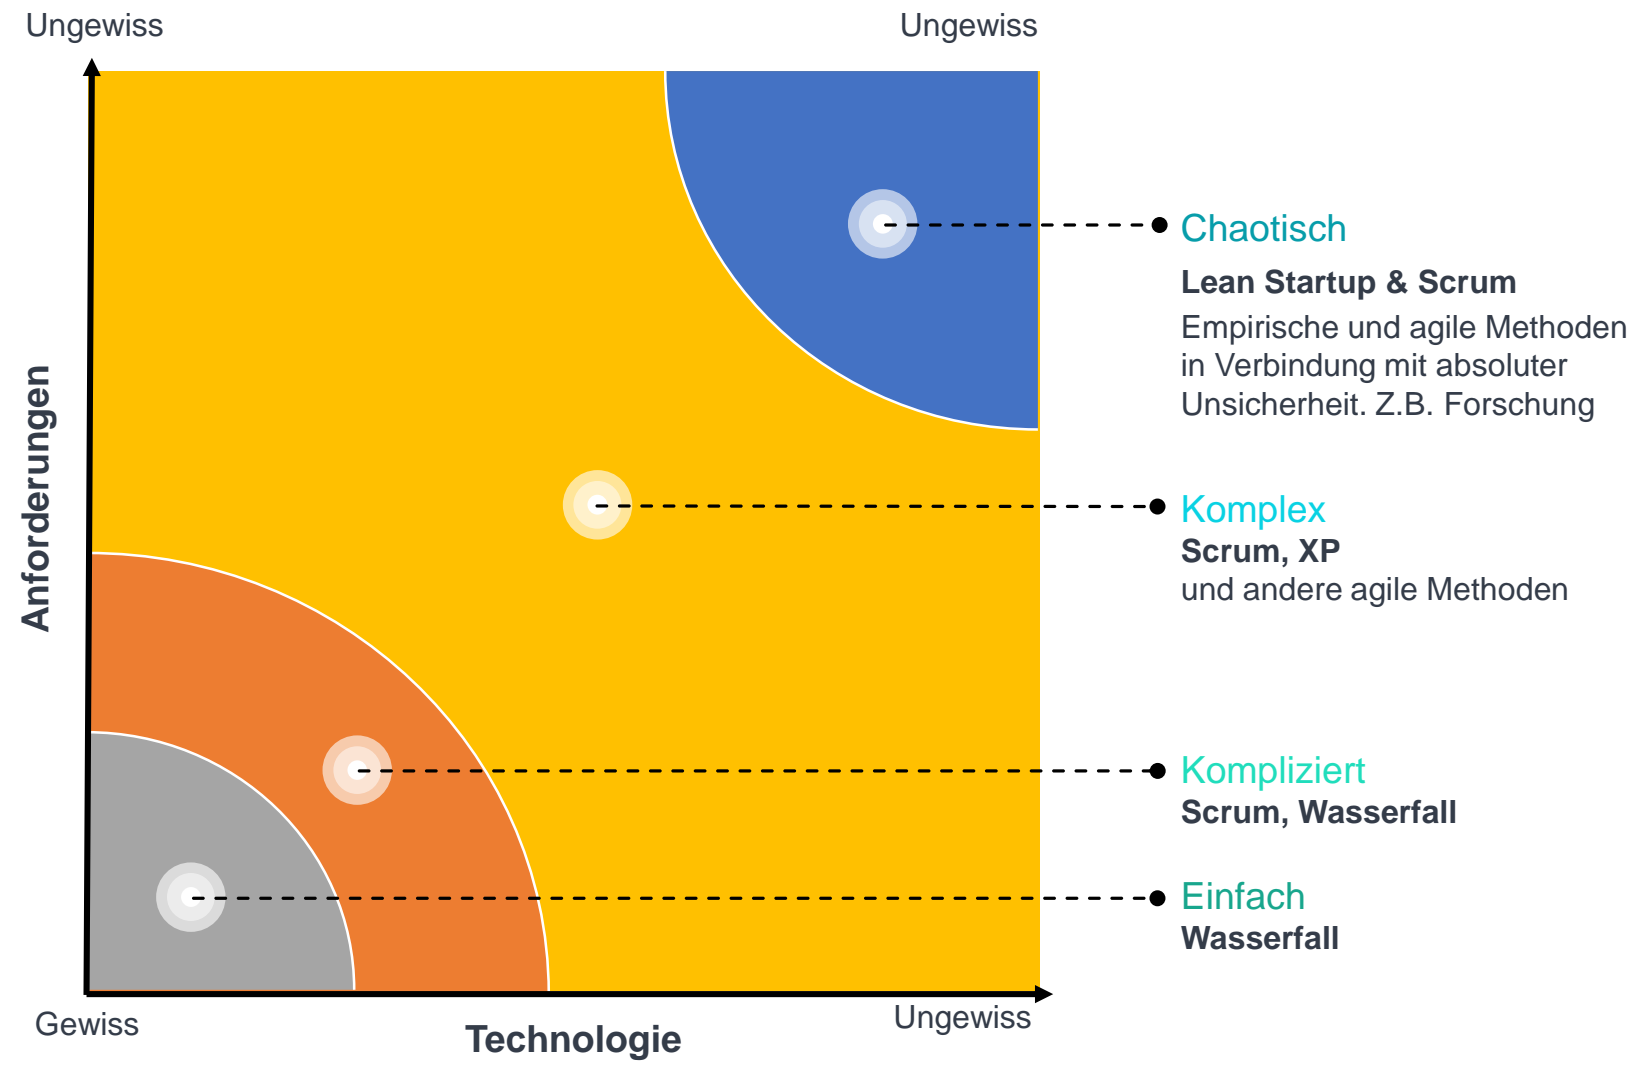 Ungewiss
Ungewiss
Anforderungen
Chaotisch
Lean Startup & Scrum
Empirische und agile Methoden
in Verbindung mit absoluter
Unsicherheit. Z.B. Forschung
Komplex
Scrum, XP
und andere agile Methoden
Kompliziert
Scrum, Wasserfall
Einfach
Wasserfall
Gewiss
Technologie
Ungewiss